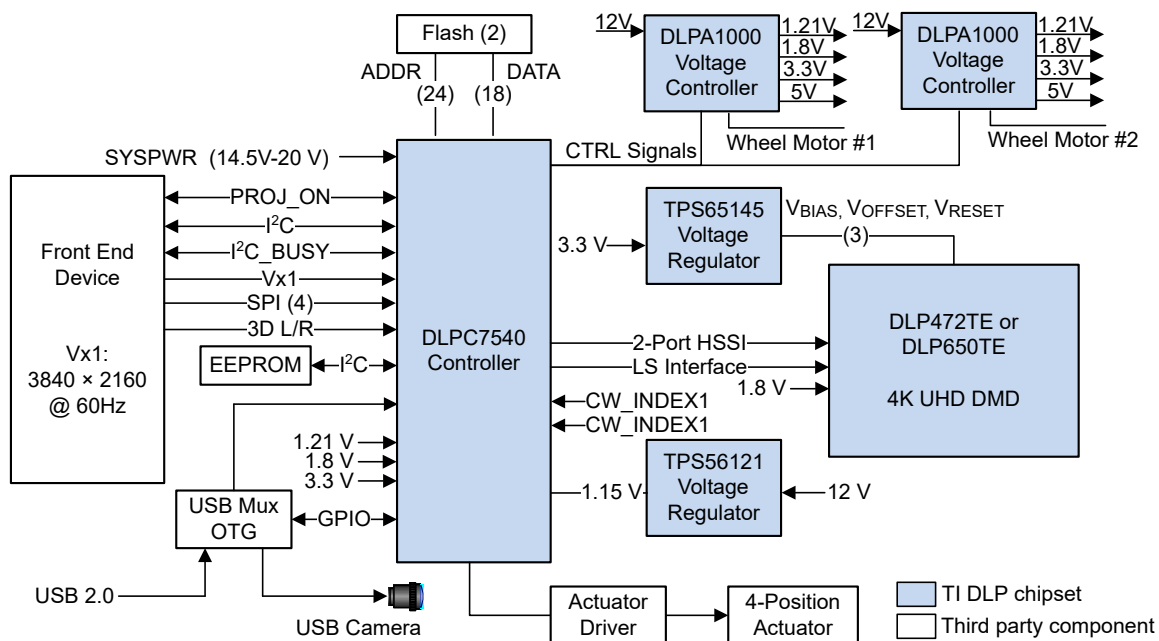 Flash (2)
ADDR
DATA
(24)
(18)
12V
DLPA1000
Voltage
Controller
1.21V
1.8V
3.3V
5V
Wheel Motor #1
12V
DLPA1000
Voltage
Controller
1.21V
1.8V
3.3V
5V
Wheel Motor #2
CTRL Signals
SYSPWR (14.5V-20 V)
Front End
Device
Vx1:
3840 × 2160
@ 60Hz
PROJ_ON
I²C
I²C_BUSY
Vx1
SPI (4)
3D L/R
EEPROM
I²C
DLPC7540
Controller
3.3 V
TPS65145
Voltage
Regulator
VBIAS, VOFFSET, VRESET
(3)
2-Port HSSI
LS Interface
1.8 V
DLP472TE or
DLP650TE
4K UHD DMD
CW_INDEX1
CW_INDEX1
1.21 V
1.8 V
3.3 V
1.15 V
TPS56121
Voltage
Regulator
12 V
USB Mux
OTG
GPIO
USB 2.0
USB Camera
Actuator
Driver
4-Position
Actuator
TI DLP chipset
Third party component